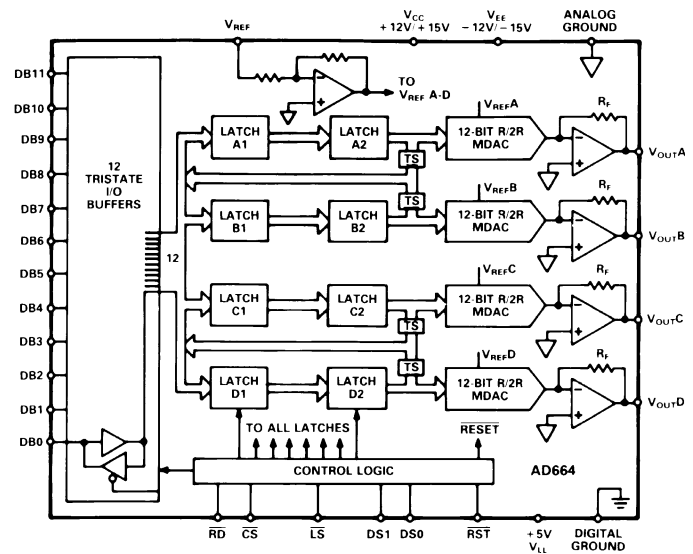 VREF
VCC
+12V/+15V
VEE
−12V/−15V
ANALOG
GROUND
DB11
DB10
DB9
DB8
DB7
DB6
DB5
DB4
DB3
DB2
DB1
DB0
12
TRISTATE
I/O
BUFFERS
12
TO
VREF A-D
LATCH
A1
LATCH
A2
VREFA
12-BIT R/2R
MDAC
RF
VOUTA
TS
TS
LATCH
B1
LATCH
B2
VREFB
12-BIT R/2R
MDAC
RF
VOUTB
LATCH
C1
LATCH
C2
VREFC
12-BIT R/2R
MDAC
RF
VOUTC
TS
TS
LATCH
D1
LATCH
D2
VREFD
12-BIT R/2R
MDAC
RF
VOUTD
TO ALL LATCHES
RESET
CONTROL LOGIC
AD664
RD
CS
LS
DS1
DS0
RST
+5V
VLL
DIGITAL
GROUND